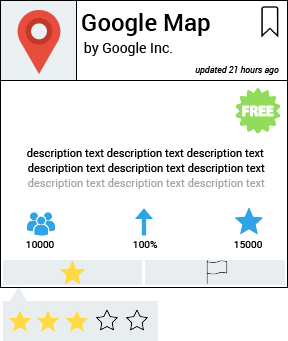 Google Map
by Google Inc.
updated 21 hours ago
FREE
description text description text description text
description text description text description text
description text description text description text
10000 100% 15000